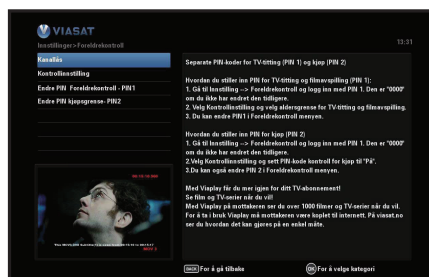 VIASAT
Innstillinger>Foreldrekontroll
13:31
Kanallås
Kontrollinnstilling
Endre PIN Foreldrekontroll - PIN1
Endre PIN kjøpsgrense- PIN2
Separate PIN-koder for TV-titting (PIN 1) og kjøp (PIN 2)
Hvordan du stiller inn PIN for TV-titting og filmavspilling (PIN 1):
1. Gå til Innstilling --> Foreldrekontroll og logg inn med PIN 1. Den er "0000"
om du ikke har endret den tidligere.
2. Velg Kontrollinnstilling og velg aldersgrense for TV-titting og filmavspilling.
3. Du kan endre PIN1 i Foreldrekontroll menyen.
Hvordan du stiller inn PIN for kjøp (PIN 2)
1. Gå til Innstilling --> Foreldrekontroll og logg inn med PIN 1. Den er "0000"
om du ikke har endret den tidligere.
2.Velg Kontrollinnstilling og sett PIN-kode kontroll for kjøp til "På".
3.Du kan også endre PIN 2 i Foreldrekontroll menyen.
Med Viaplay får du mer igjen for ditt TV-abonnement!
Se film og TV-serier når du vil!
Med Viaplay på mottakeren ser du over 1000 filmer og TV-serier når du vil.
For å ta i bruk Viaplay må mottakeren være koplet til internett. På viasat.no
ser du hvordan det kan gjøres på en enkel måte.
BACK For å gå tilbake
OK For å velge kategori